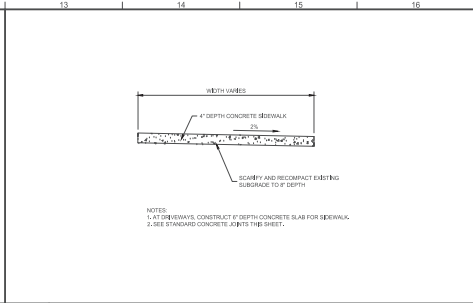 13 14 15 16
WIDTH VARIES
4" DEPTH CONCRETE SIDEWALK
2%
SCARIFY AND RECOMPACT EXISTING
SUBGRADE TO 8" DEPTH
NOTES:
1. AT DRIVEWAYS, CONSTRUCT 6" DEPTH CONCRETE SLAB FOR SIDEWALK.
2. SEE STANDARD CONCRETE JOINTS THIS SHEET.